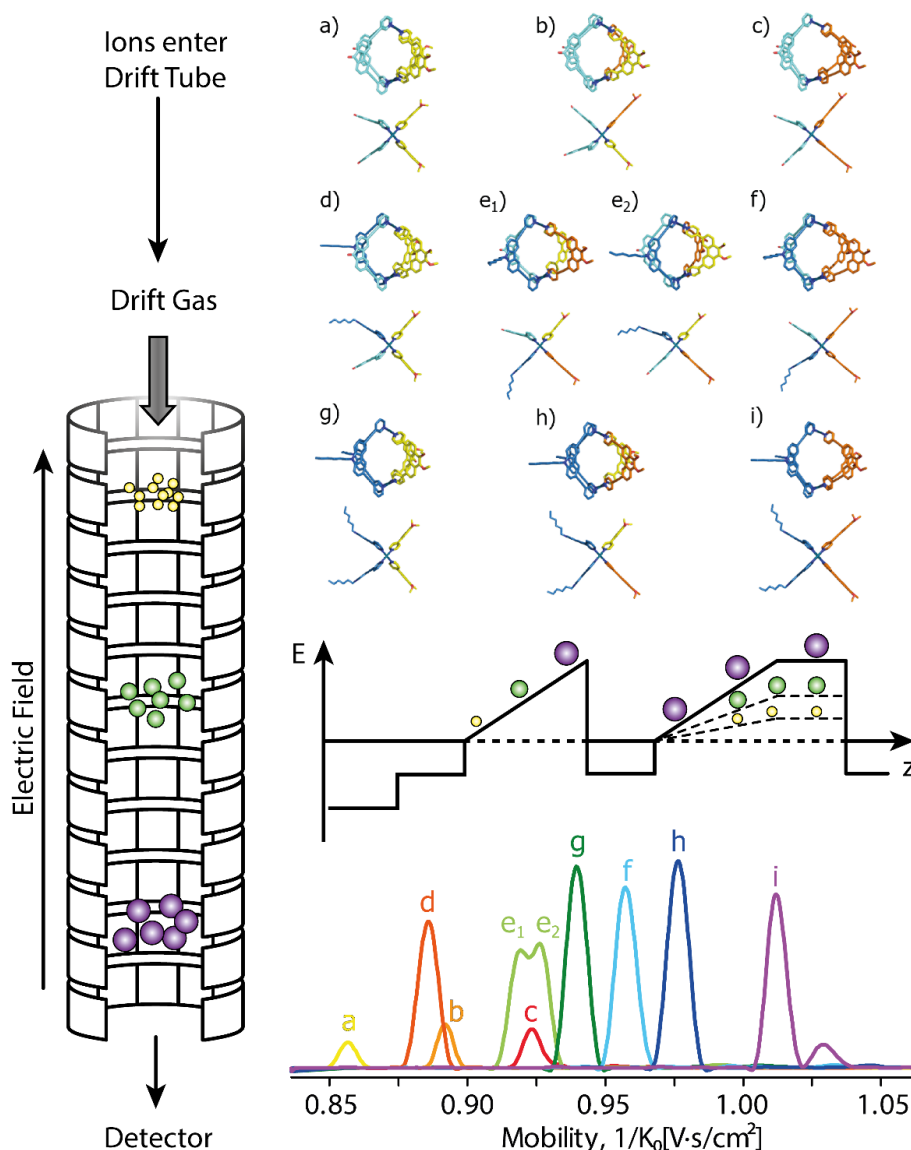 Ions enter
Drift Tube
Drift Gas
Electric Field
Detector
a)
b)
c)
d)
e₁)
e₂)
f)
g)
h)
i)
E
z
a
d
b
e₁
e₂
c
g
f
h
i
0.85
0.90
0.95
1.00
1.05
Mobility, 1/K₀[V·s/cm²]